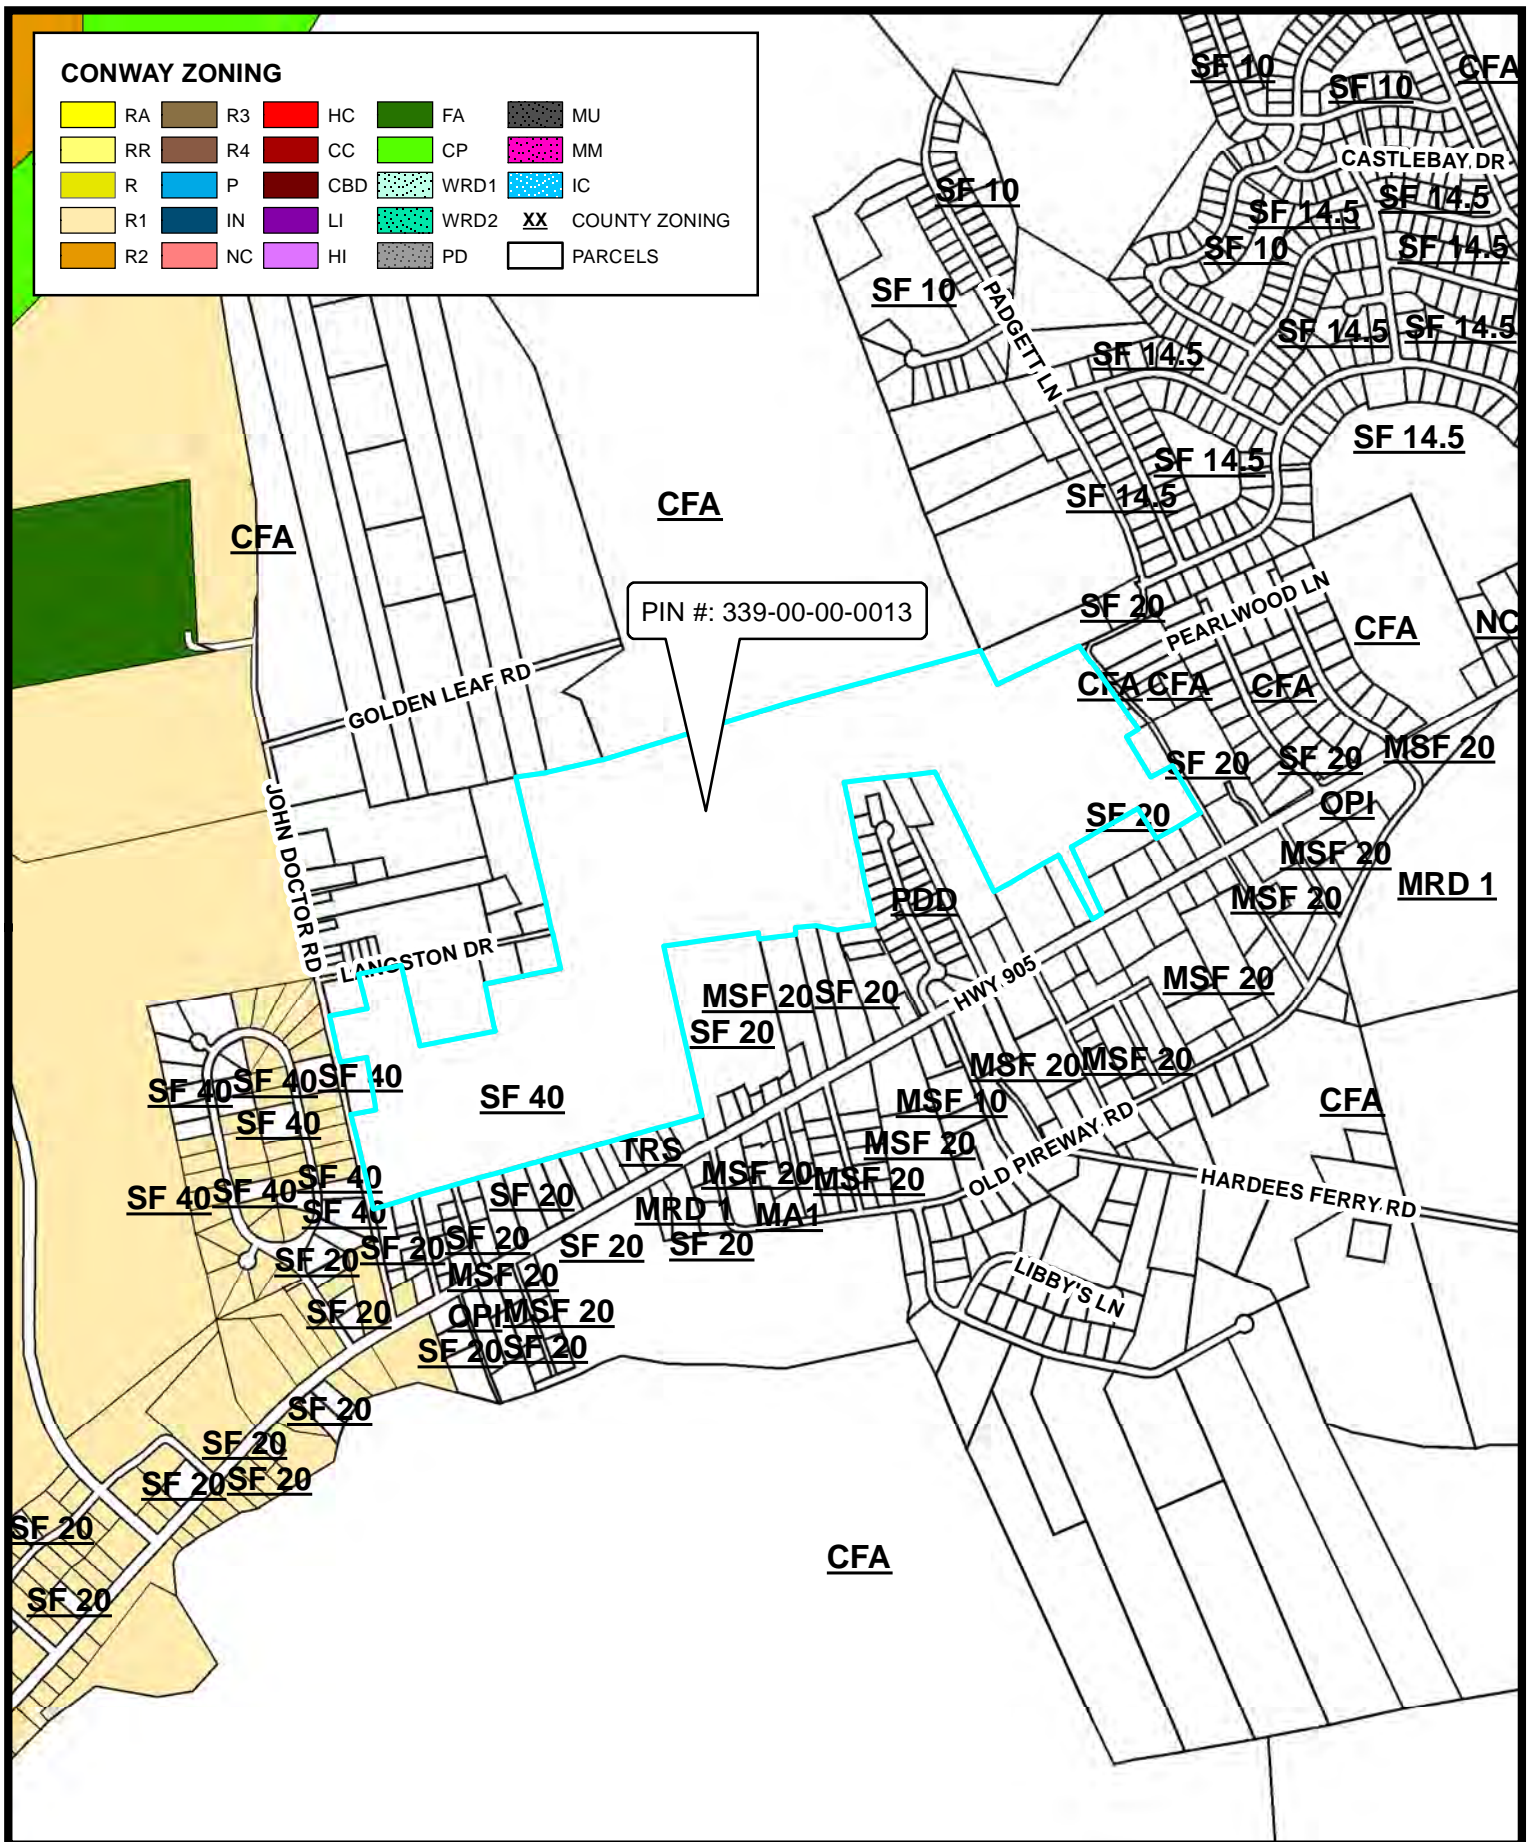 CONWAY ZONING
RA R3 HC FA MU
RR R4 CC CP MM
R P CBD WRD1 IC
R1 IN LI WRD2 XX COUNTY ZONING
R2 NC HI PD PARCELS
SF 10
CFA
SF 10
CASTLEBAY DR
SF 10
SF 14.5
SF 14.5
SF 10
SF 14.5
SF 10
PADGETT LN
SF 14.5
SF 14.5
SF 14.5
SF 14.5
SF 14.5
SF 14.5
CFA
CFA
PIN #: 339-00-00-0013
SF 20
PEARLWOOD LN
CFA
NC
GOLDEN LEAF RD
CFA
CFA
CFA
SF 20
SF 20
MSF 20
JOHN DOCTOR RD
SF 20
OPI
MSF 20
MRD 1
PDD
MSF 20
LANGSTON DR
HWY 905
MSF 20
SF 20
MSF 20
SF 20
MSF 20
MSF 20
SF 40
SF 40
SF 40
SF 40
MSF 10
CFA
SF 40
TRS
MSF 20
OLD PIREWAY RD
SF 40
SF 40
SF 40
SF 20
MSF 20
MSF 20
HARDEES FERRY RD
SF 40
MRD 1
MA1
SF 20
SF 20
SF 20
SF 20
SF 20
MSF 20
LIBBY'S LN
SF 20
OPI
MSF 20
SF 20
SF 20
SF 20
SF 20
SF 20
SF 20
SF 20
CFA
SF 20